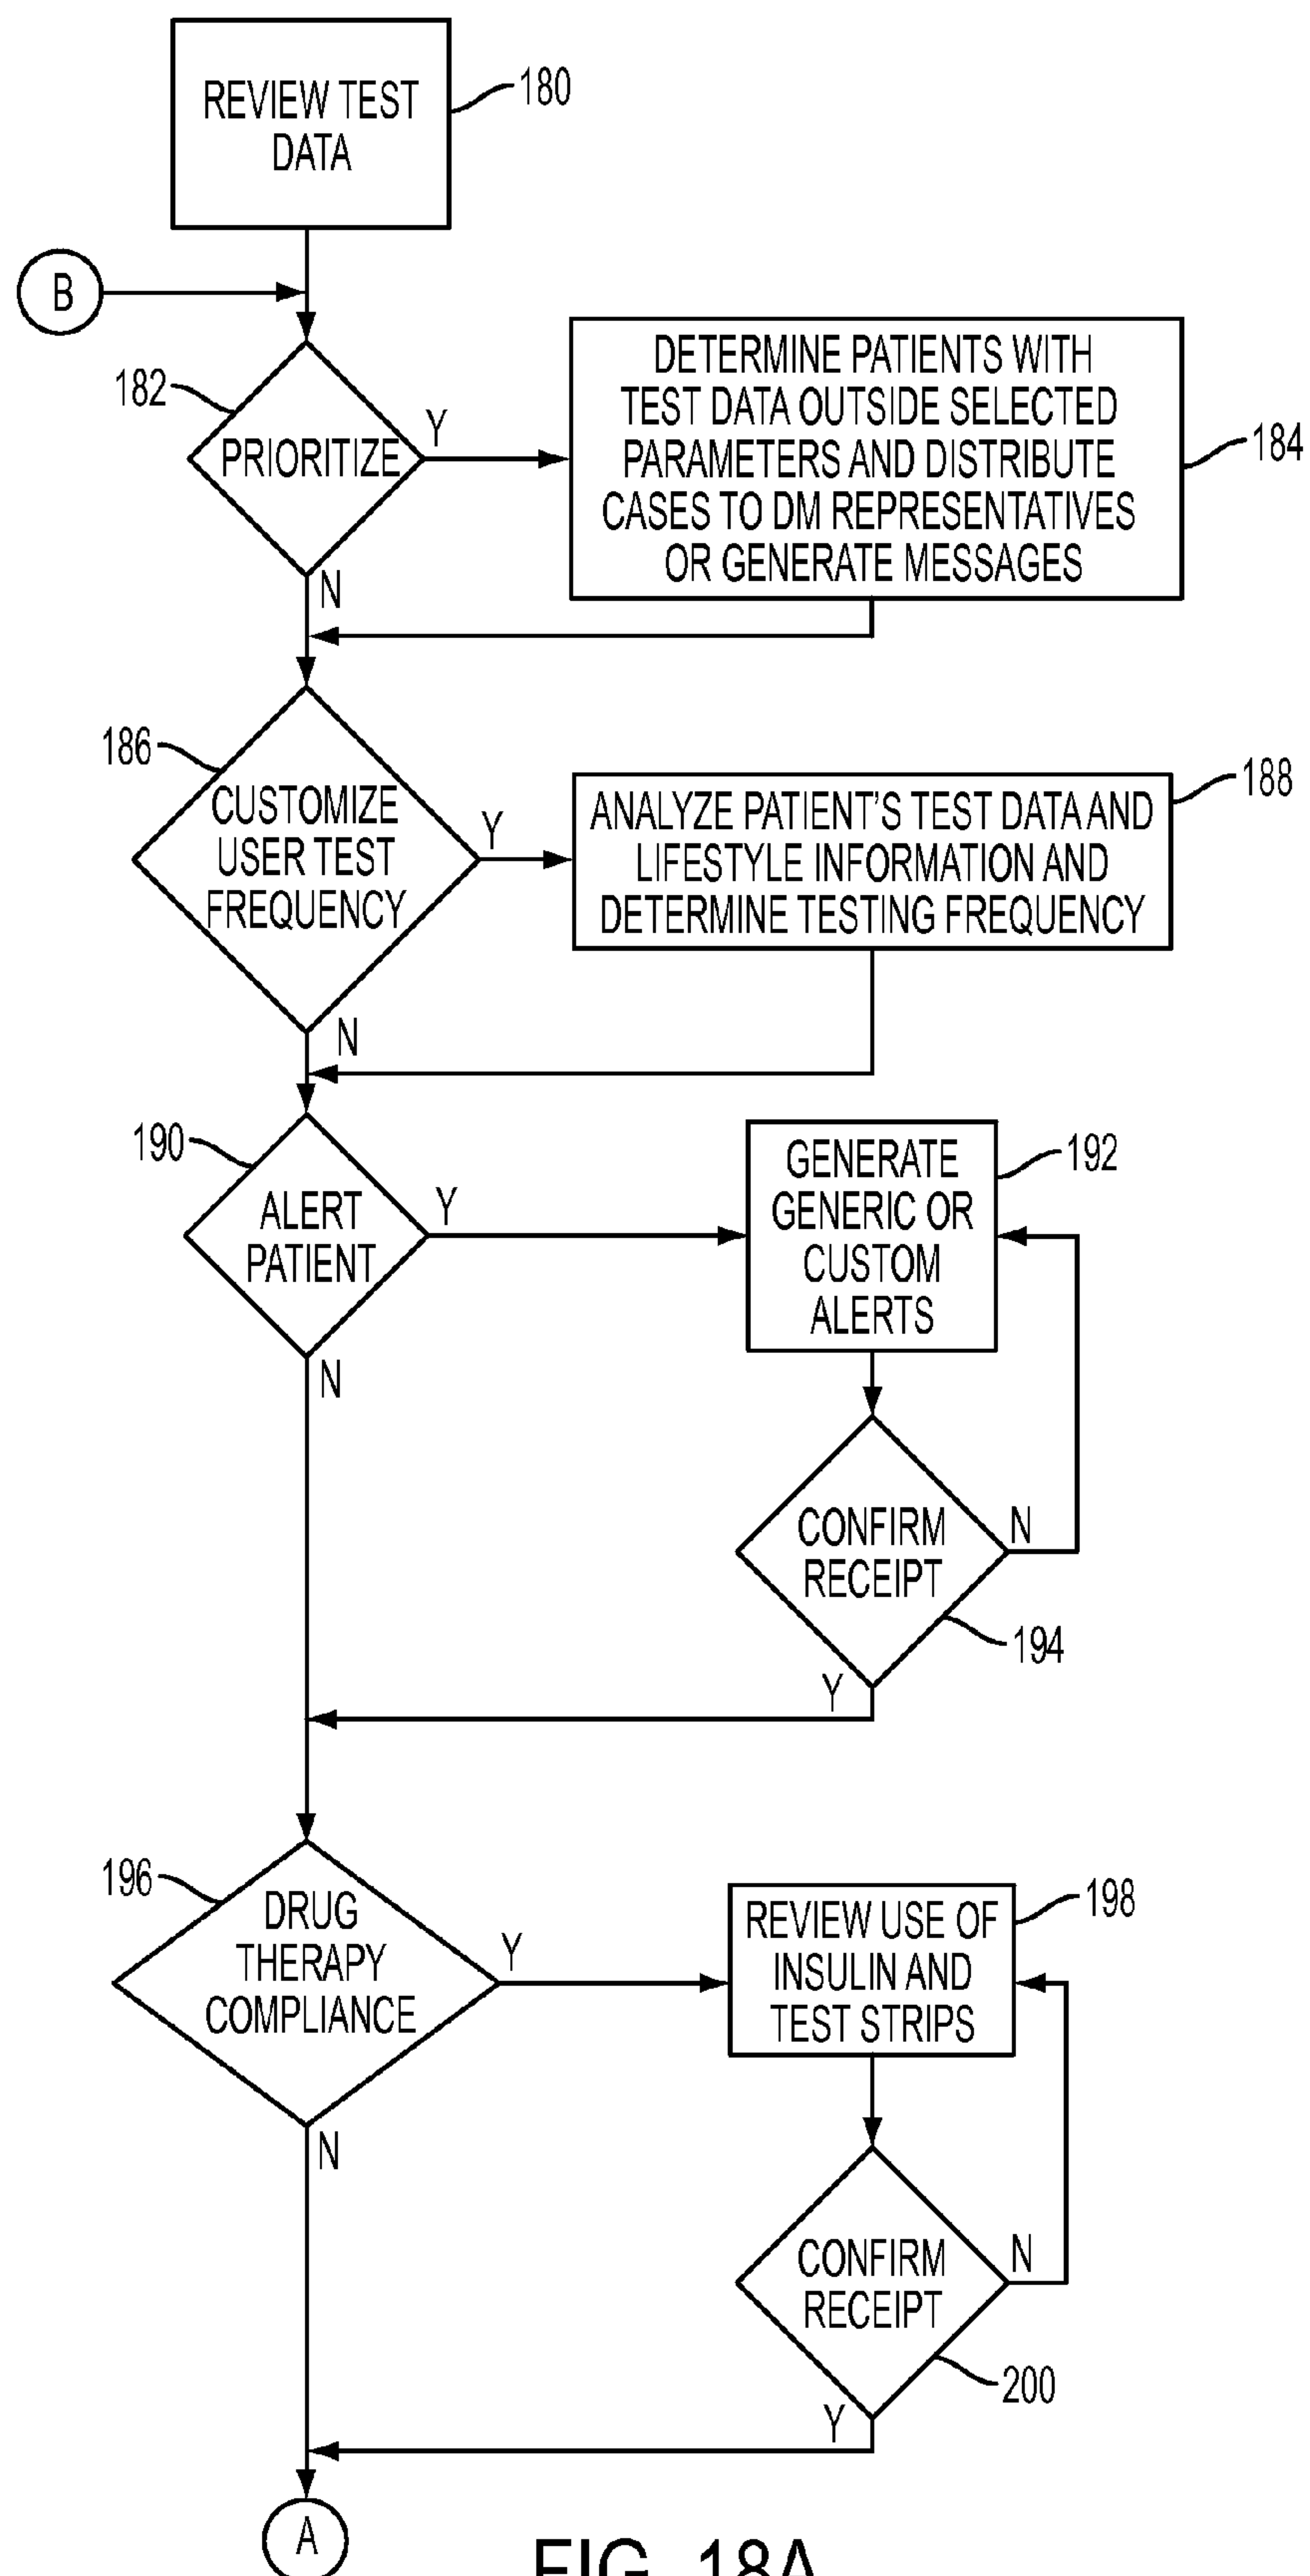 REVIEW TEST
DATA
180
B
182
PRIORITIZE
Y
N
DETERMINE PATIENTS WITH
TEST DATA OUTSIDE SELECTED
PARAMETERS AND DISTRIBUTE
CASES TO DM REPRESENTATIVES
OR GENERATE MESSAGES
184
186
CUSTOMIZE
USER TEST
FREQUENCY
Y
N
ANALYZE PATIENT'S TEST DATA AND
LIFESTYLE INFORMATION AND
DETERMINE TESTING FREQUENCY
188
190
ALERT
PATIENT
Y
N
GENERATE
GENERIC OR
CUSTOM
ALERTS
192
CONFIRM
RECEIPT
N
194
Y
196
DRUG
THERAPY
COMPLIANCE
Y
N
REVIEW USE OF
INSULIN AND
TEST STRIPS
198
CONFIRM
RECEIPT
N
200
Y
A
FIG. 18A